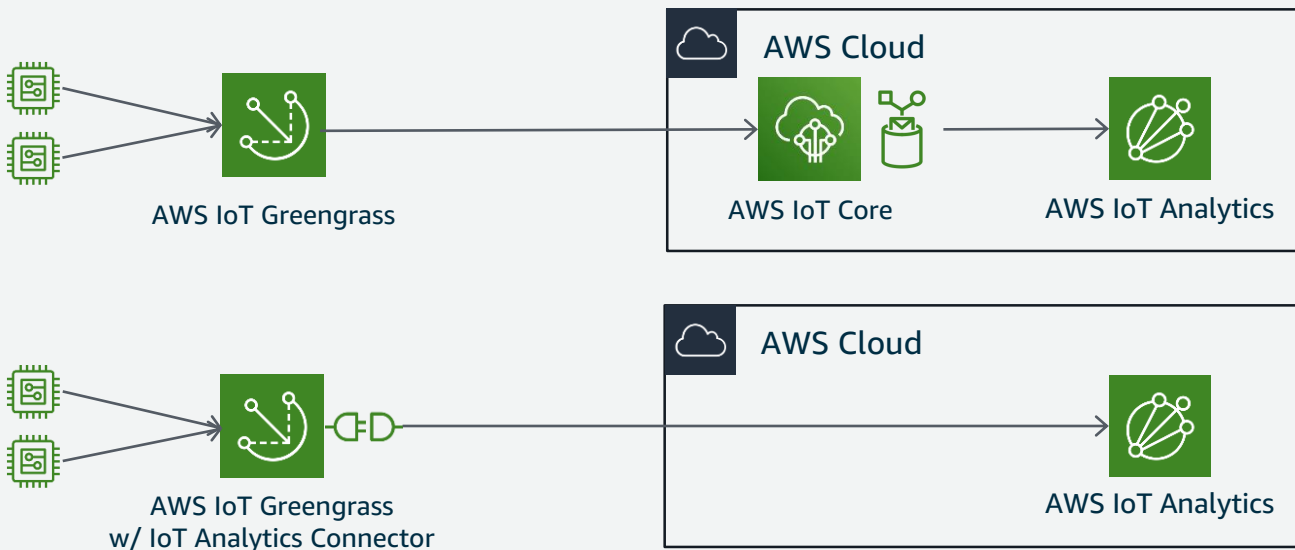 AWS Cloud
AWS IoT Greengrass
AWS IoT Core
AWS IoT Analytics
AWS Cloud
AWS IoT Greengrass
w/ IoT Analytics Connector
AWS IoT Analytics